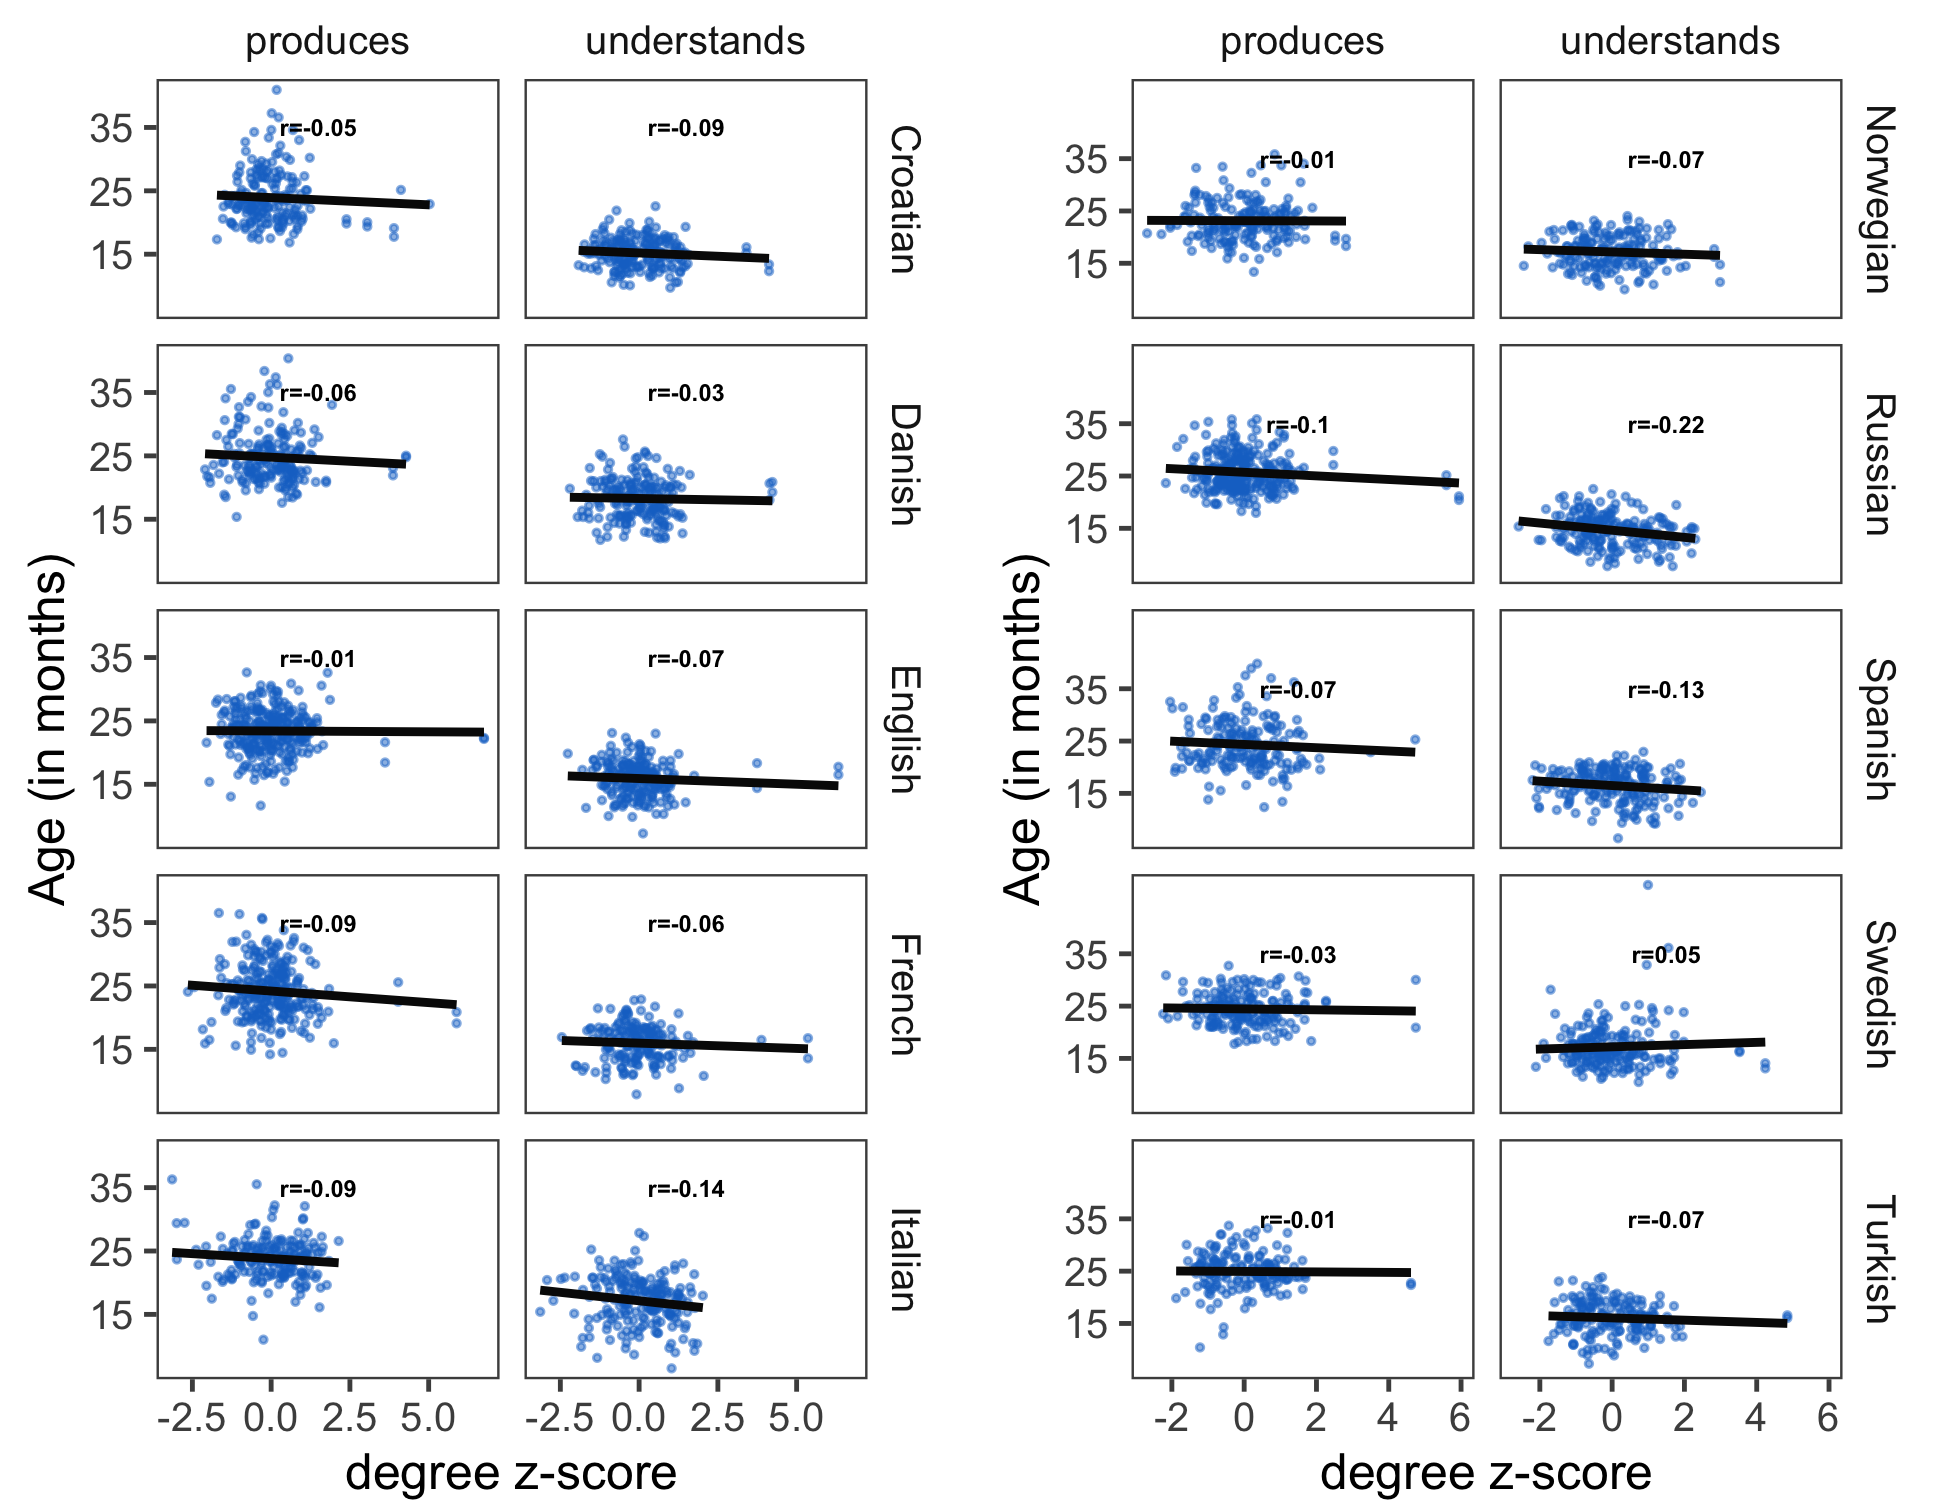 produces understands
35
25
15
r=-0.05
r=-0.09
Croatian
35
25
15
r=-0.06
r=-0.03
Danish
35
25
15
r=-0.01
r=-0.07
English
35
25
15
r=-0.09
r=-0.06
French
35
25
15
r=-0.09
r=-0.14
Italian
-2.5 0.0 2.5 5.0 -2.5 0.0 2.5 5.0
degree z-score
Age (in months)
produces understands
35
25
15
r=-0.01
r=-0.07
Norwegian
35
25
15
r=-0.1
r=-0.22
Russian
35
25
15
r=-0.07
r=-0.13
Spanish
35
25
15
r=-0.03
r=0.05
Swedish
35
25
15
r=-0.01
r=-0.07
Turkish
-2 0 2 4 6 -2 0 2 4 6
degree z-score
Age (in months)